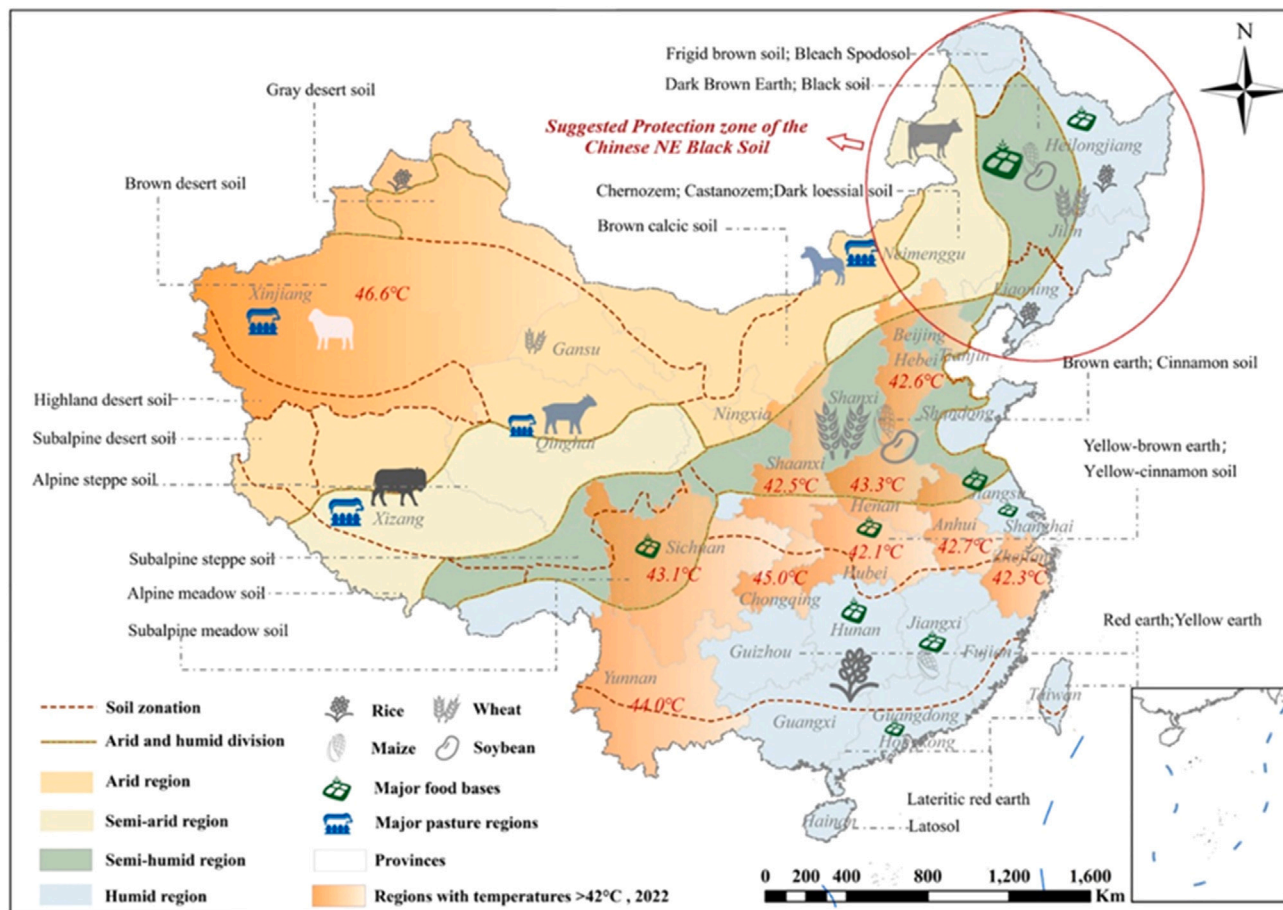 N
Frigid brown soil; Bleach Spodosol
Dark Brown Earth; Black soil
Gray desert soil
Suggested Protection zone of the
Chinese NE Black Soil
Heilongjiang
Brown desert soil
Chernozem; Castanozem;Dark loessial soil
Brown calcic soil
Jilin
Neimenggu
Xinjiang
46.6°C
Liaoning
Beijing
Gansu
Hebei
Tianjin
42.6°C
Brown earth; Cinnamon soil
Highland desert soil
Ningxia
Shanxi
Shandong
Subalpine desert soil
Qinghai
Yellow-brown earth;
Yellow-cinnamon soil
Alpine steppe soil
Shaanxi
42.5°C
43.3°C
Xizang
Henan
Jiangsu
Anhui
Shanghai
Subalpine steppe soil
Sichuan
43.1°C
42.1°C
42.7°C
Zhejiang
Hubei
45.0°C
42.3°C
Alpine meadow soil
Chongqing
Subalpine meadow soil
Hunan
Jiangxi
Red earth;Yellow earth
Guizhou
Fujian
Yunnan
44.0°C
Taiwan
Guangxi
Guangdong
Hongkong
Lateritic red earth
Hainan
Latosol
Soil zonation
Rice
Wheat
Arid and humid division
Maize
Soybean
Arid region
Major food bases
Semi-arid region
Major pasture regions
Semi-humid region
Provinces
Humid region
Regions with temperatures >42°C , 2022
0 400 800 1,200 1,600
Km